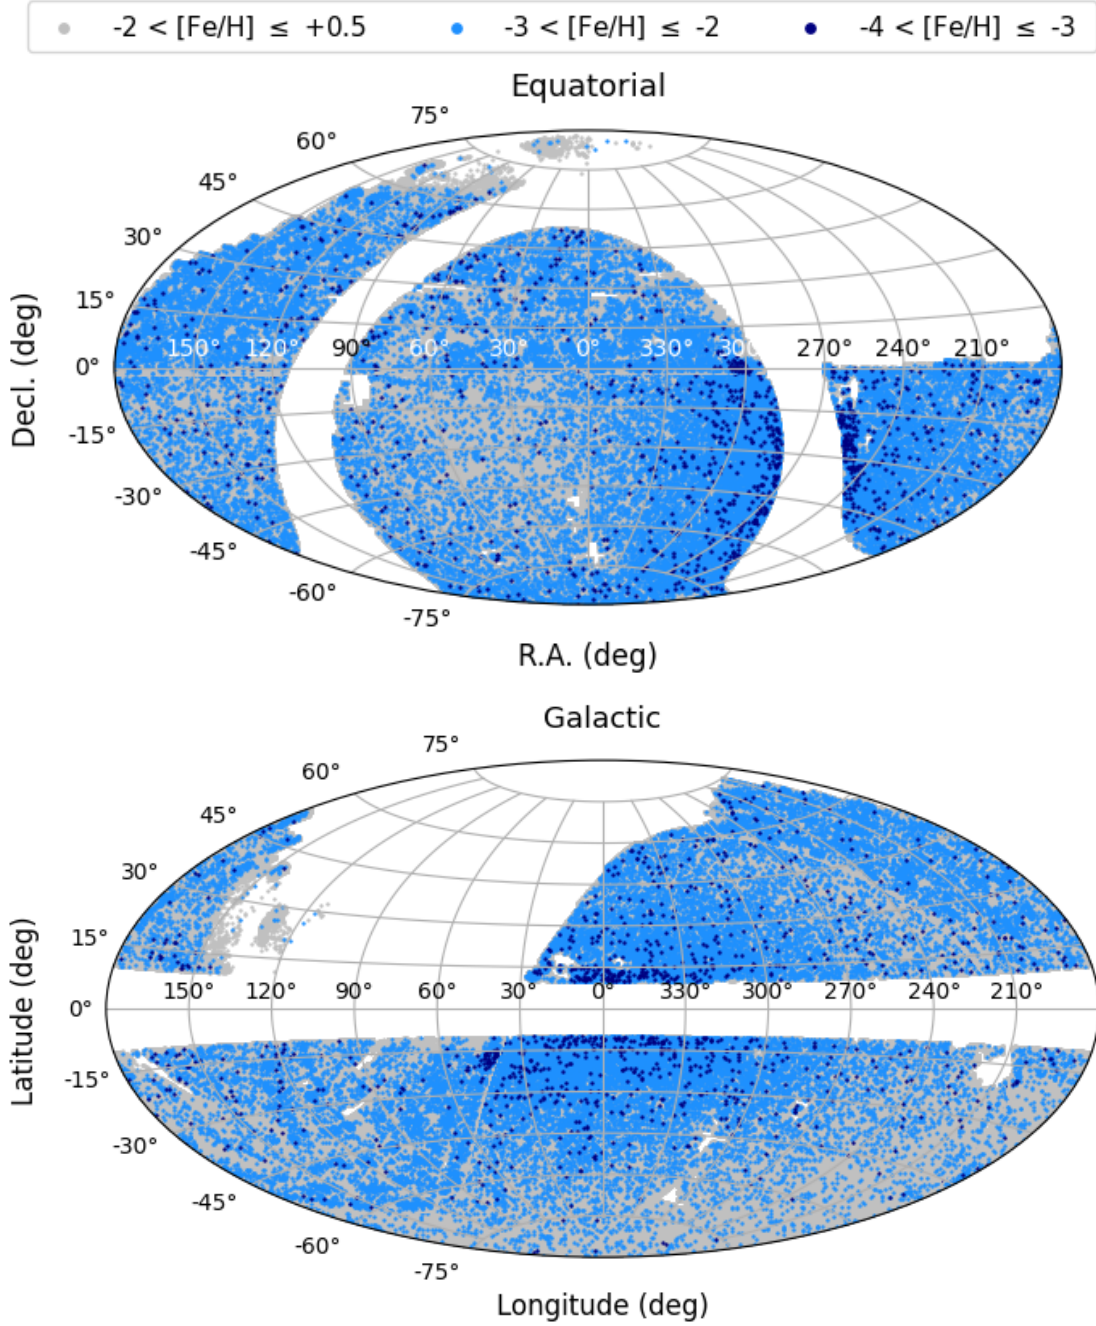 -2 < [Fe/H] ≤ +0.5 -3 < [Fe/H] ≤ -2 -4 < [Fe/H] ≤ -3
Equatorial
75°
60°
45°
30°
15°
150° 120° 90° 60° 30° 0° 330° 300 270° 240° 210°
0°
-15°
-30°
-45°
-60°
-75°
Decl. (deg)
R.A. (deg)
Galactic
75°
60°
45°
30°
15°
150° 120° 90° 60° 30° 0° 330° 300° 270° 240° 210°
0°
-15°
-30°
-45°
-60°
-75°
Latitude (deg)
Longitude (deg)